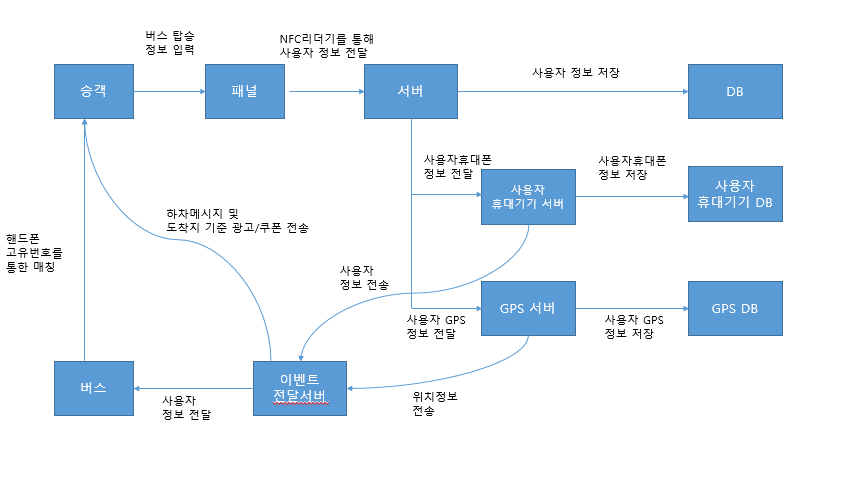 버스 탑승
정보 입력
NFC리더기를 통해
사용자 정보 전달
사용자 정보 저장
승객
패널
서버
DB
사용자휴대폰
정보 전달
사용자휴대폰
정보 저장
사용자
휴대기기 서버
사용자
휴대기기 DB
하차메시지 및
도착지 기준 광고/쿠폰 전송
핸드폰
고유번호를
통한 매칭
사용자
정보 전송
GPS 서버
GPS DB
사용자 GPS
정보 전달
사용자 GPS
정보 저장
버스
이벤트
전달서버
사용자
정보 전달
위치정보
전송